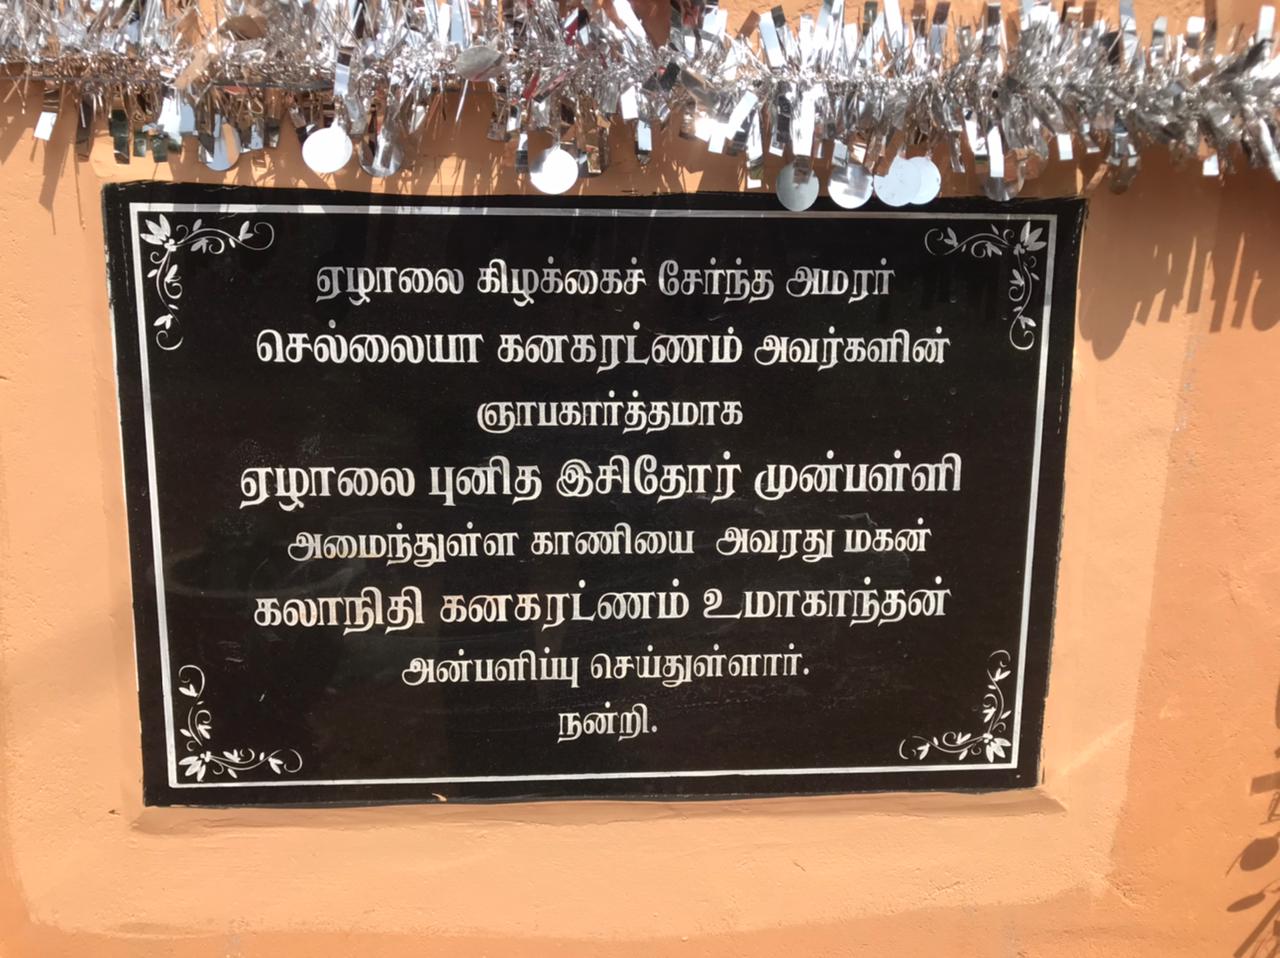 ஏழாலை கிழக்கைச் சேர்ந்த அமரர்
செல்லையா கனகரட்ணம் அவர்களின்
ஞாபகார்த்தமாக
ஏழாலை புனித இசிதோர் முன்பள்ளி
அமைந்துள்ள காணியை அவரது மகன்
கலாநிதி கனகரட்ணம் உமாகாந்தன்
அன்பளிப்பு செய்துள்ளார்.
நன்றி.